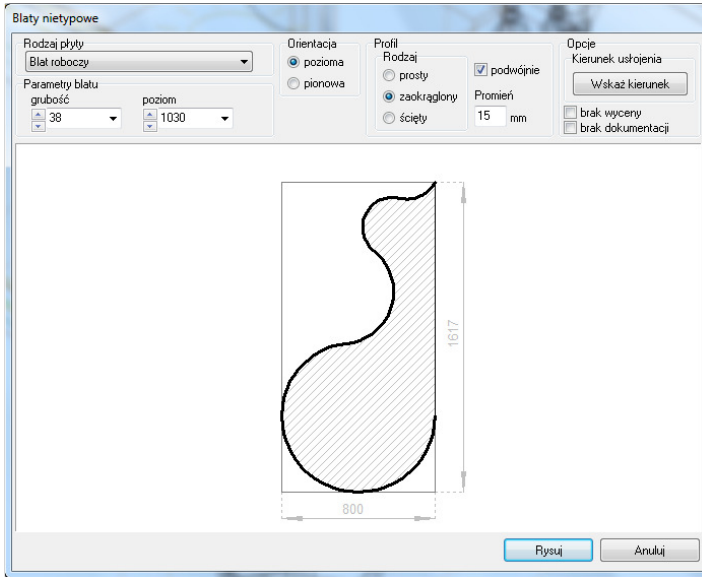 Blaty nietypowe
Rodzaj płyty
Blat roboczy
Parametry blatu
grubość
poziom
38
1030
Orientacja
pozioma
pionowa
Profil
Rodzaj
prosty
zaokrąglony
ścięty
podwójnie
Promień
15 mm
Opcje
Kierunek usłojenia
Wskaż kierunek
brak wyceny
brak dokumentacji
1617
800
Rysuj
Anuluj